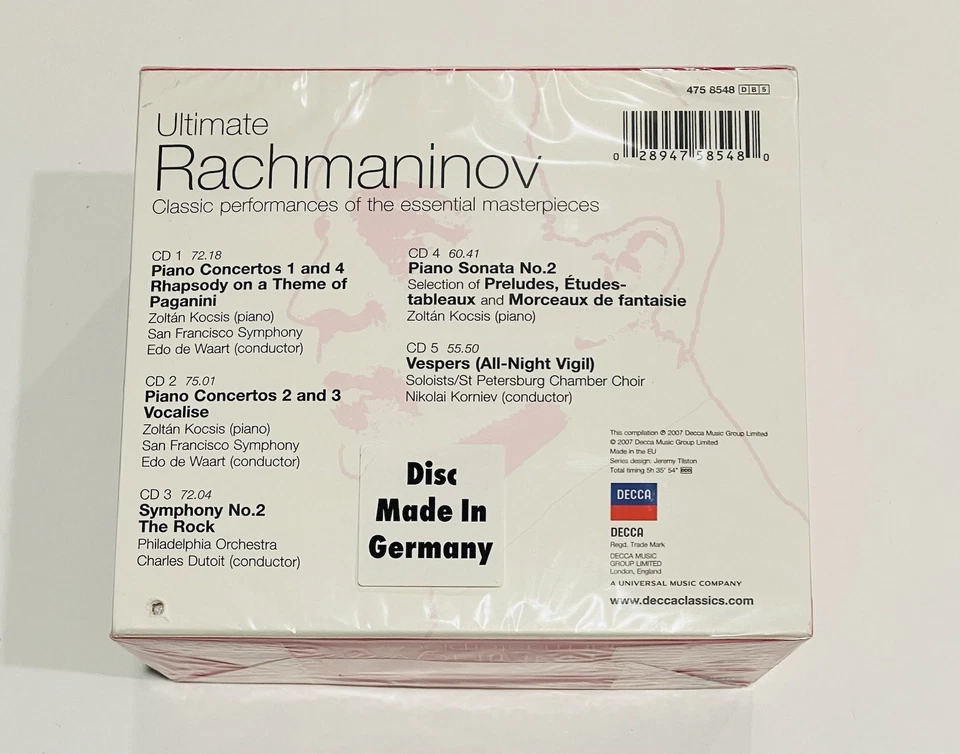 475 8548 DB5
0 28947 58548 0
Ultimate
Rachmaninov
Classic performances of the essential masterpieces
CD 1 72.18
Piano Concertos 1 and 4
Rhapsody on a Theme of
Paganini
Zoltán Kocsis (piano)
San Francisco Symphony
Edo de Waart (conductor)
CD 2 75.01
Piano Concertos 2 and 3
Vocalise
Zoltán Kocsis (piano)
San Francisco Symphony
Edo de Waart (conductor)
CD 3 72.04
Symphony No.2
The Rock
Philadelphia Orchestra
Charles Dutoit (conductor)
CD 4 60.41
Piano Sonata No.2
Selection of Preludes, Études-
tableaux and Morceaux de fantaisie
Zoltán Kocsis (piano)
CD 5 55.50
Vespers (All-Night Vigil)
Soloists/St Petersburg Chamber Choir
Nikolai Korniev (conductor)
Disc
Made In
Germany
This compilation ℗ 2007 Decca Music Group Limited
© 2007 Decca Music Group Limited
Made in the EU
Series design: Jeremy Tilston
Total timing 5h 35' 54" DDD
DECCA
DECCA
Regd. Trade Mark
DECCA MUSIC
GROUP LIMITED
London, England
A UNIVERSAL MUSIC COMPANY
www.deccaclassics.com